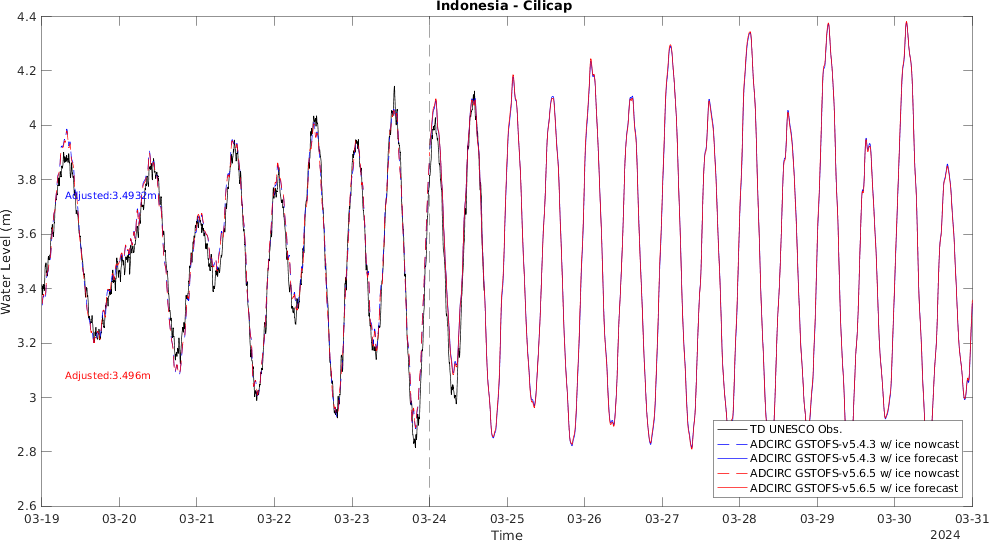 Indonesia - Cilicap
4.4
4.2
4
3.8
3.6
3.4
3.2
3
2.8
2.6
Water Level (m)
Adjusted:3.4932m
Adjusted:3.496m
TD UNESCO Obs.
ADCIRC GSTOFS-v5.4.3 w/ ice nowcast
ADCIRC GSTOFS-v5.4.3 w/ ice forecast
ADCIRC GSTOFS-v5.6.5 w/ ice nowcast
ADCIRC GSTOFS-v5.6.5 w/ ice forecast
03-19 03-20 03-21 03-22 03-23 03-24 03-25 03-26 03-27 03-28 03-29 03-30 03-31
Time
2024